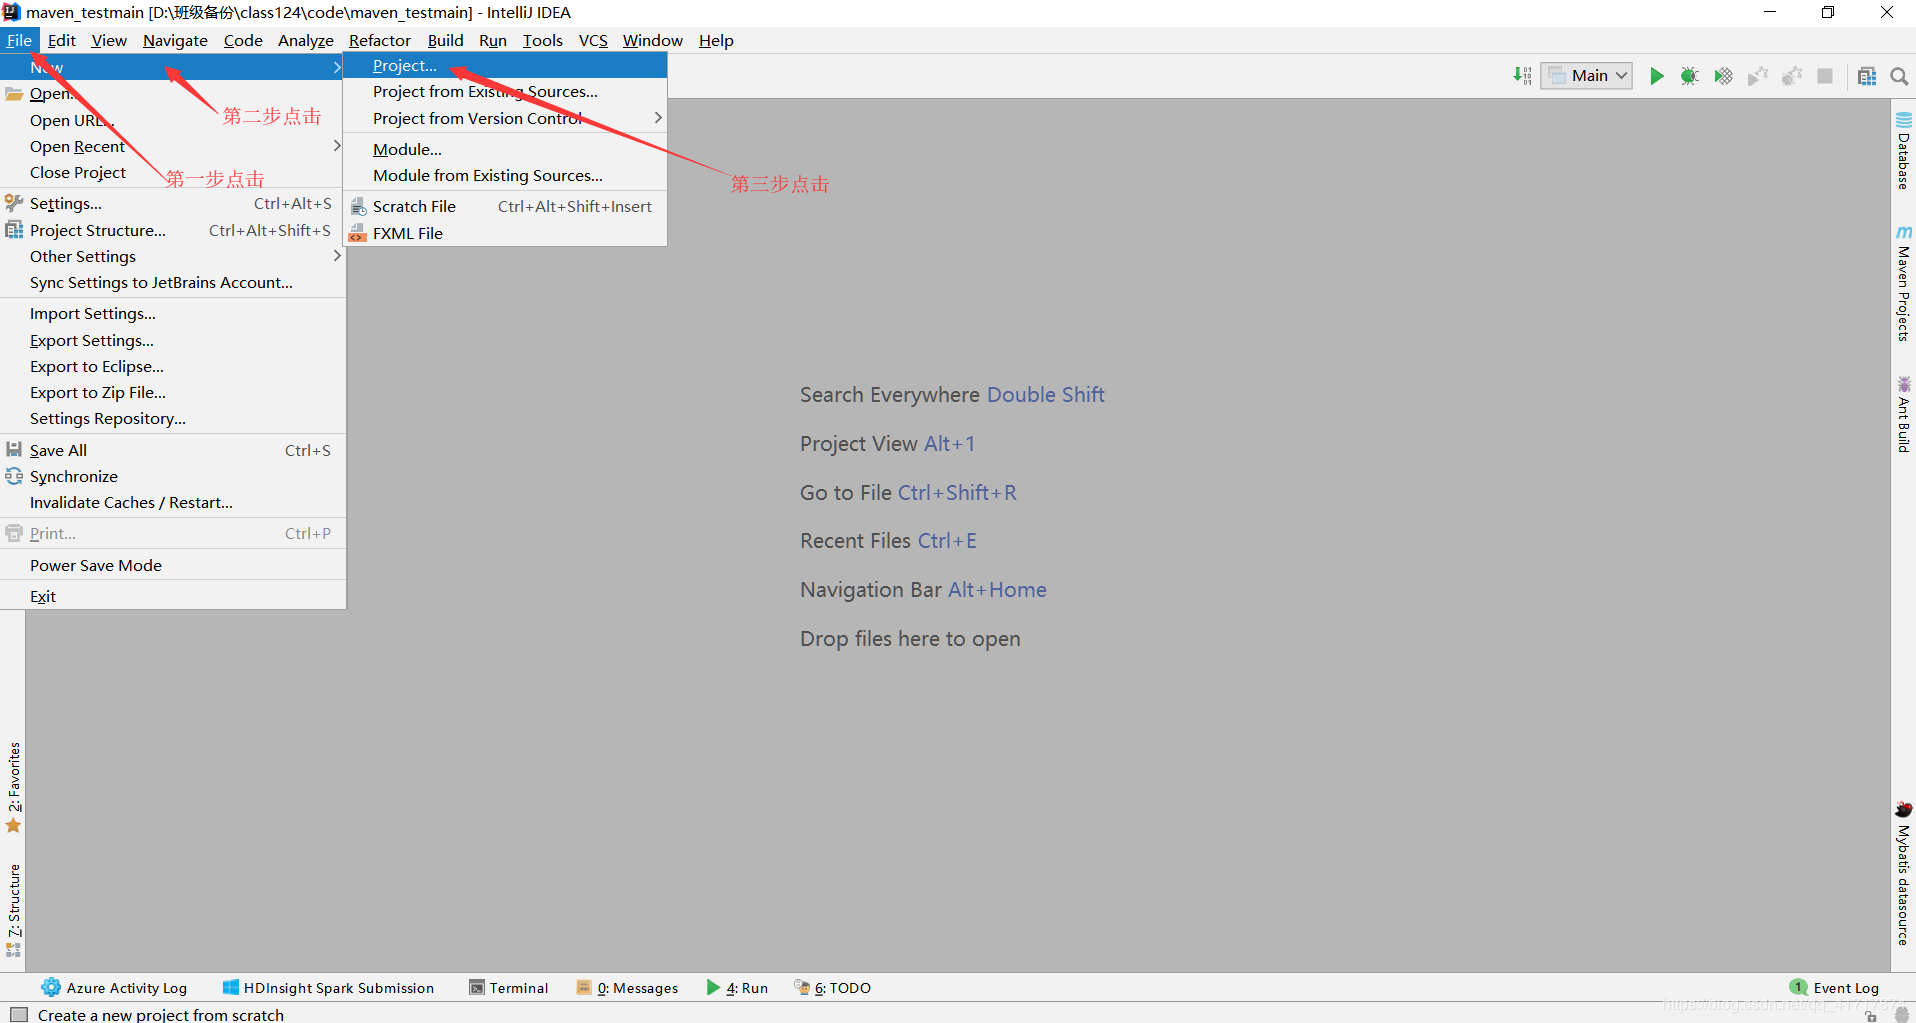 maven_testmain [D:\班级备份\class124\code\maven_testmain] - IntelliJ IDEA
File Edit View Navigate Code Analyze Refactor Build Run Tools VCS Window Help
New
Project...
Main
Open...
Project from Existing Sources...
第二步点击
Open URL...
Project from Version Control
Open Recent
Module...
Close Project
Module from Existing Sources...
第一步点击
第三步点击
Settings... Ctrl+Alt+S
Scratch File Ctrl+Alt+Shift+Insert
Project Structure... Ctrl+Alt+Shift+S
FXML File
Other Settings
Sync Settings to JetBrains Account...
Import Settings...
Export Settings...
Export to Eclipse...
Export to Zip File...
Settings Repository...
Save All Ctrl+S
Synchronize
Invalidate Caches / Restart...
Print... Ctrl+P
Power Save Mode
Exit
Search Everywhere Double Shift
Project View Alt+1
Go to File Ctrl+Shift+R
Recent Files Ctrl+E
Navigation Bar Alt+Home
Drop files here to open
Database
Maven Projects
Ant Build
Mybatis datasource
2: Favorites
Z: Structure
Azure Activity Log HDInsight Spark Submission Terminal 0: Messages 4: Run 6: TODO 1 Event Log
https://blog.csdn.net/qq_41717874
Create a new project from scratch